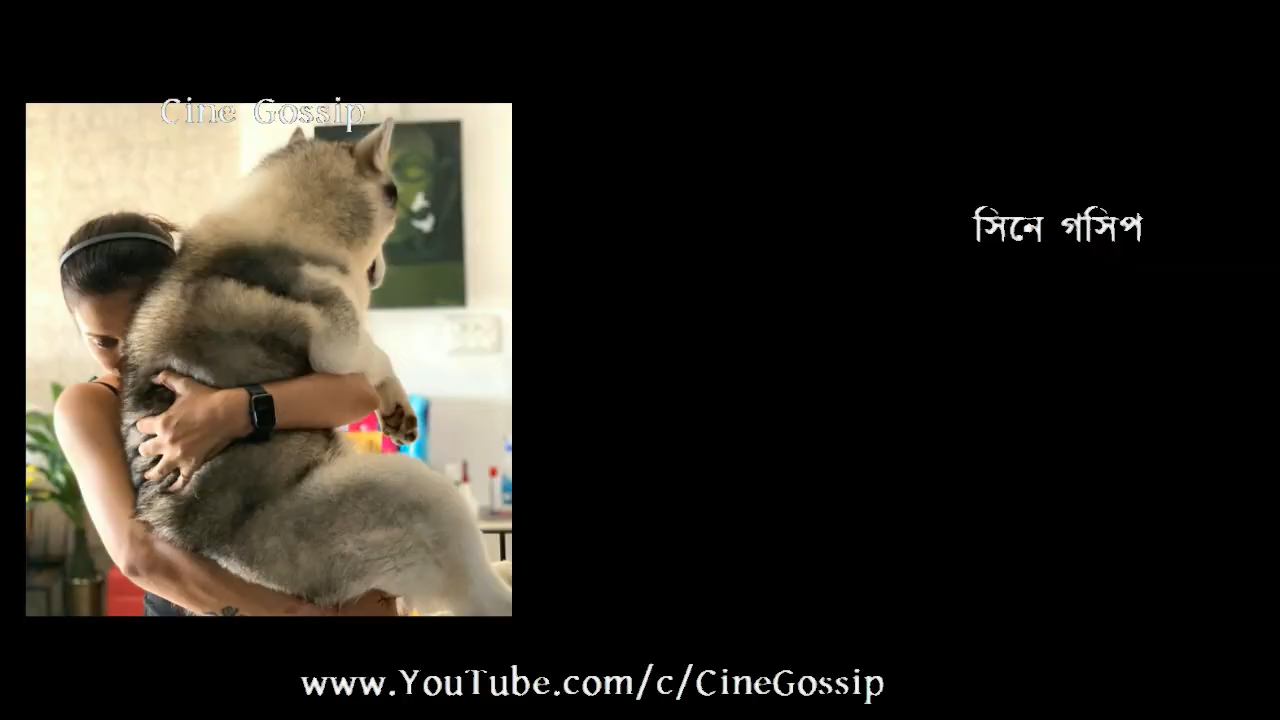 Cine Gossip
সিনে গসিপ
www.YouTube.com/c/CineGossip